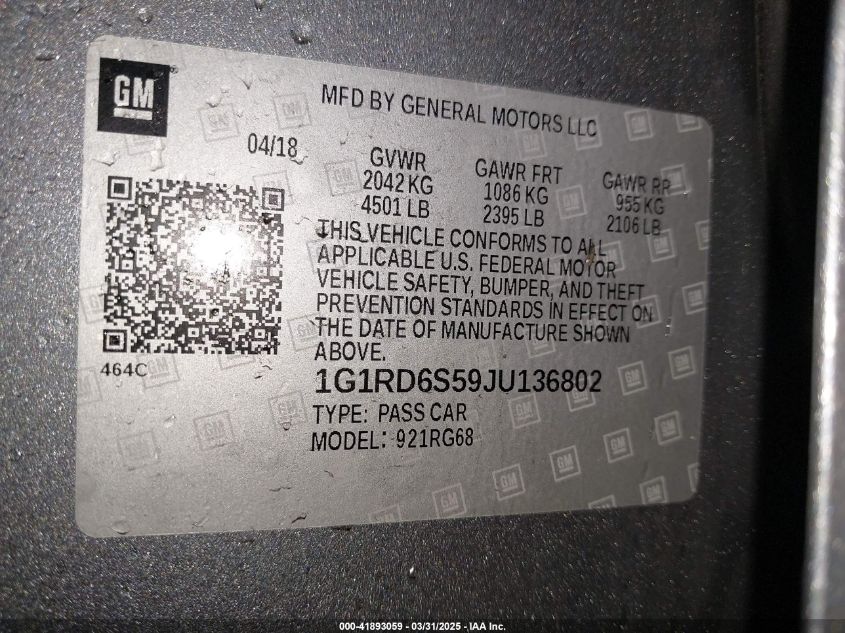 GM
MFD BY GENERAL MOTORS LLC
04/18
GVWR GAWR FRT GAWR RR
2042 KG 1086 KG 955 KG
4501 LB 2395 LB 2106 LB
THIS VEHICLE CONFORMS TO ALL
APPLICABLE U.S. FEDERAL MOTOR
VEHICLE SAFETY, BUMPER, AND THEFT
PREVENTION STANDARDS IN EFFECT ON
THE DATE OF MANUFACTURE SHOWN
ABOVE.
464C
1G1RD6S59JU136802
TYPE: PASS CAR
MODEL: 921RG68
000-41893059 - 03/31/2025 - IAA Inc.